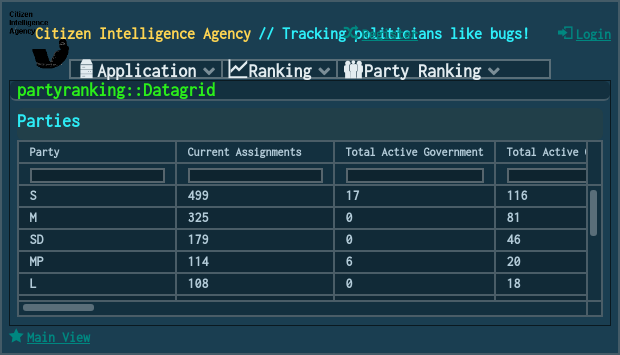 Citizen
Intelligence
Agency
Citizen Intelligence Agency // Tracking politicians like bugs!
Login
Application
Ranking
Party Ranking
partyranking::Datagrid
Parties
Party Current Assignments Total Active Government Total Active
S 499 17 116
M 325 0 81
SD 179 0 46
MP 114 6 20
L 108 0 18
Main View